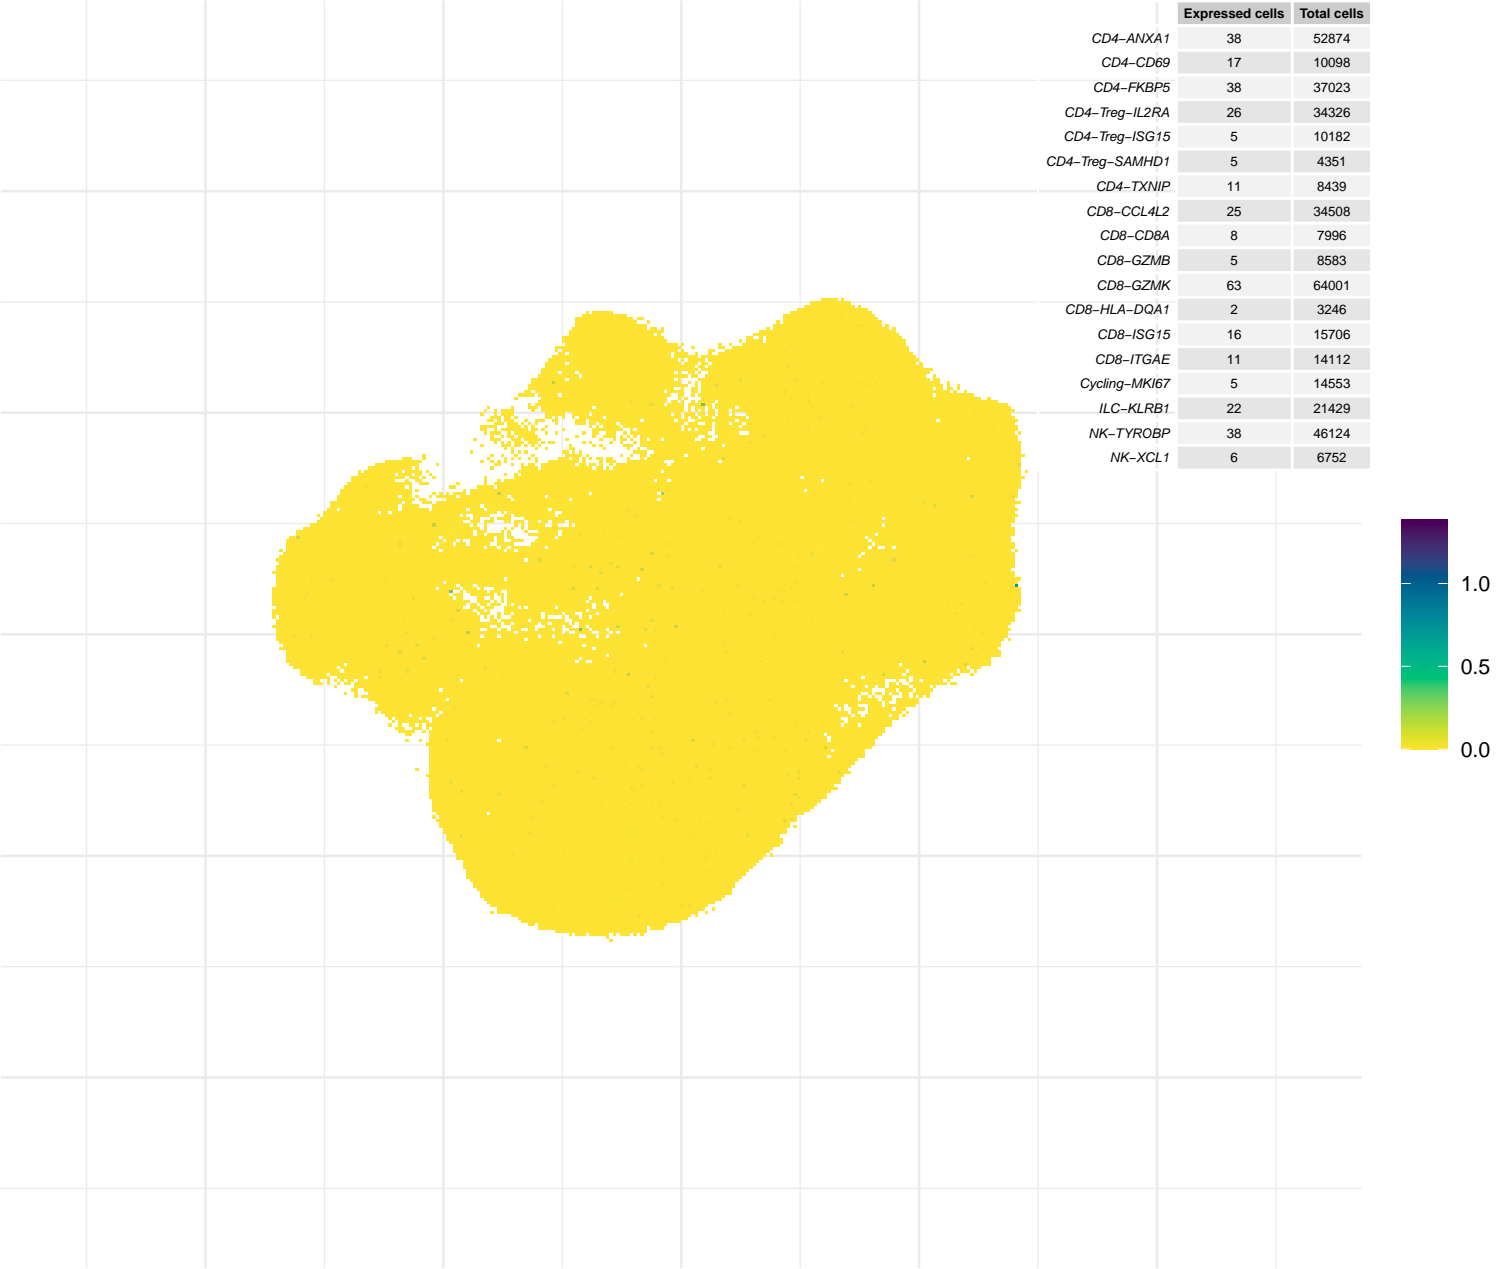 Expressed cells Total cells
CD4−ANXA1 38 52874
CD4−CD69 17 10098
CD4−FKBP5 38 37023
CD4−Treg−IL2RA 26 34326
CD4−Treg−ISG15 5 10182
CD4−Treg−SAMHD1 5 4351
CD4−TXNIP 11 8439
CD8−CCL4L2 25 34508
CD8−CD8A 8 7996
CD8−GZMB 5 8583
CD8−GZMK 63 64001
CD8−HLA−DQA1 2 3246
CD8−ISG15 16 15706
CD8−ITGAE 11 14112
Cycling−MKI67 5 14553
ILC−KLRB1 22 21429
NK−TYROBP 38 46124
NK−XCL1 6 6752
1.0
0.5
0.0